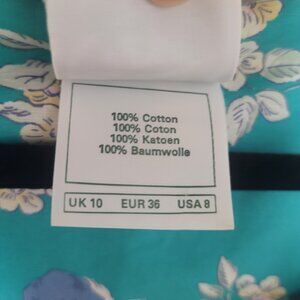 100% Cotton
100% Coton
100% Katoen
100% Baumwolle
UK 10 EUR 36 USA 8